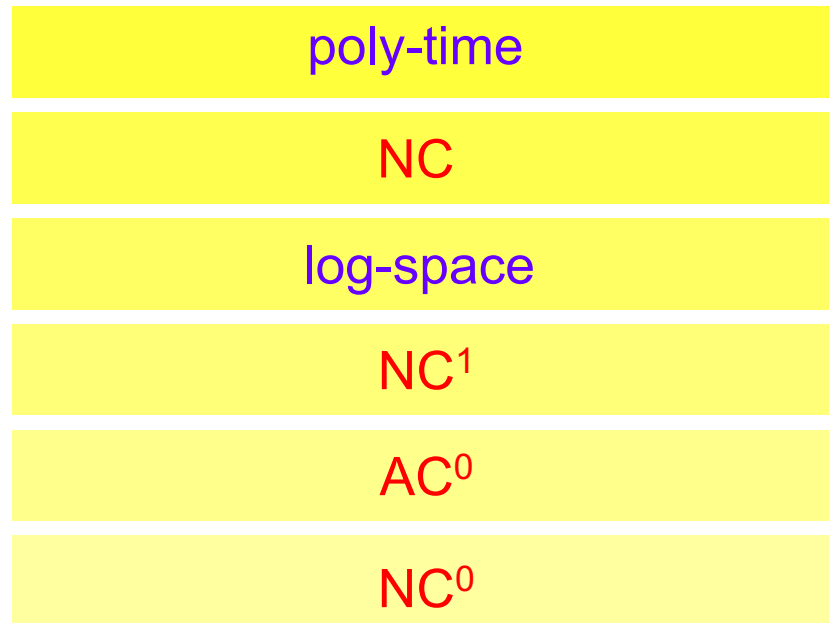 poly-time
NC
log-space
NC¹
AC⁰
NC⁰